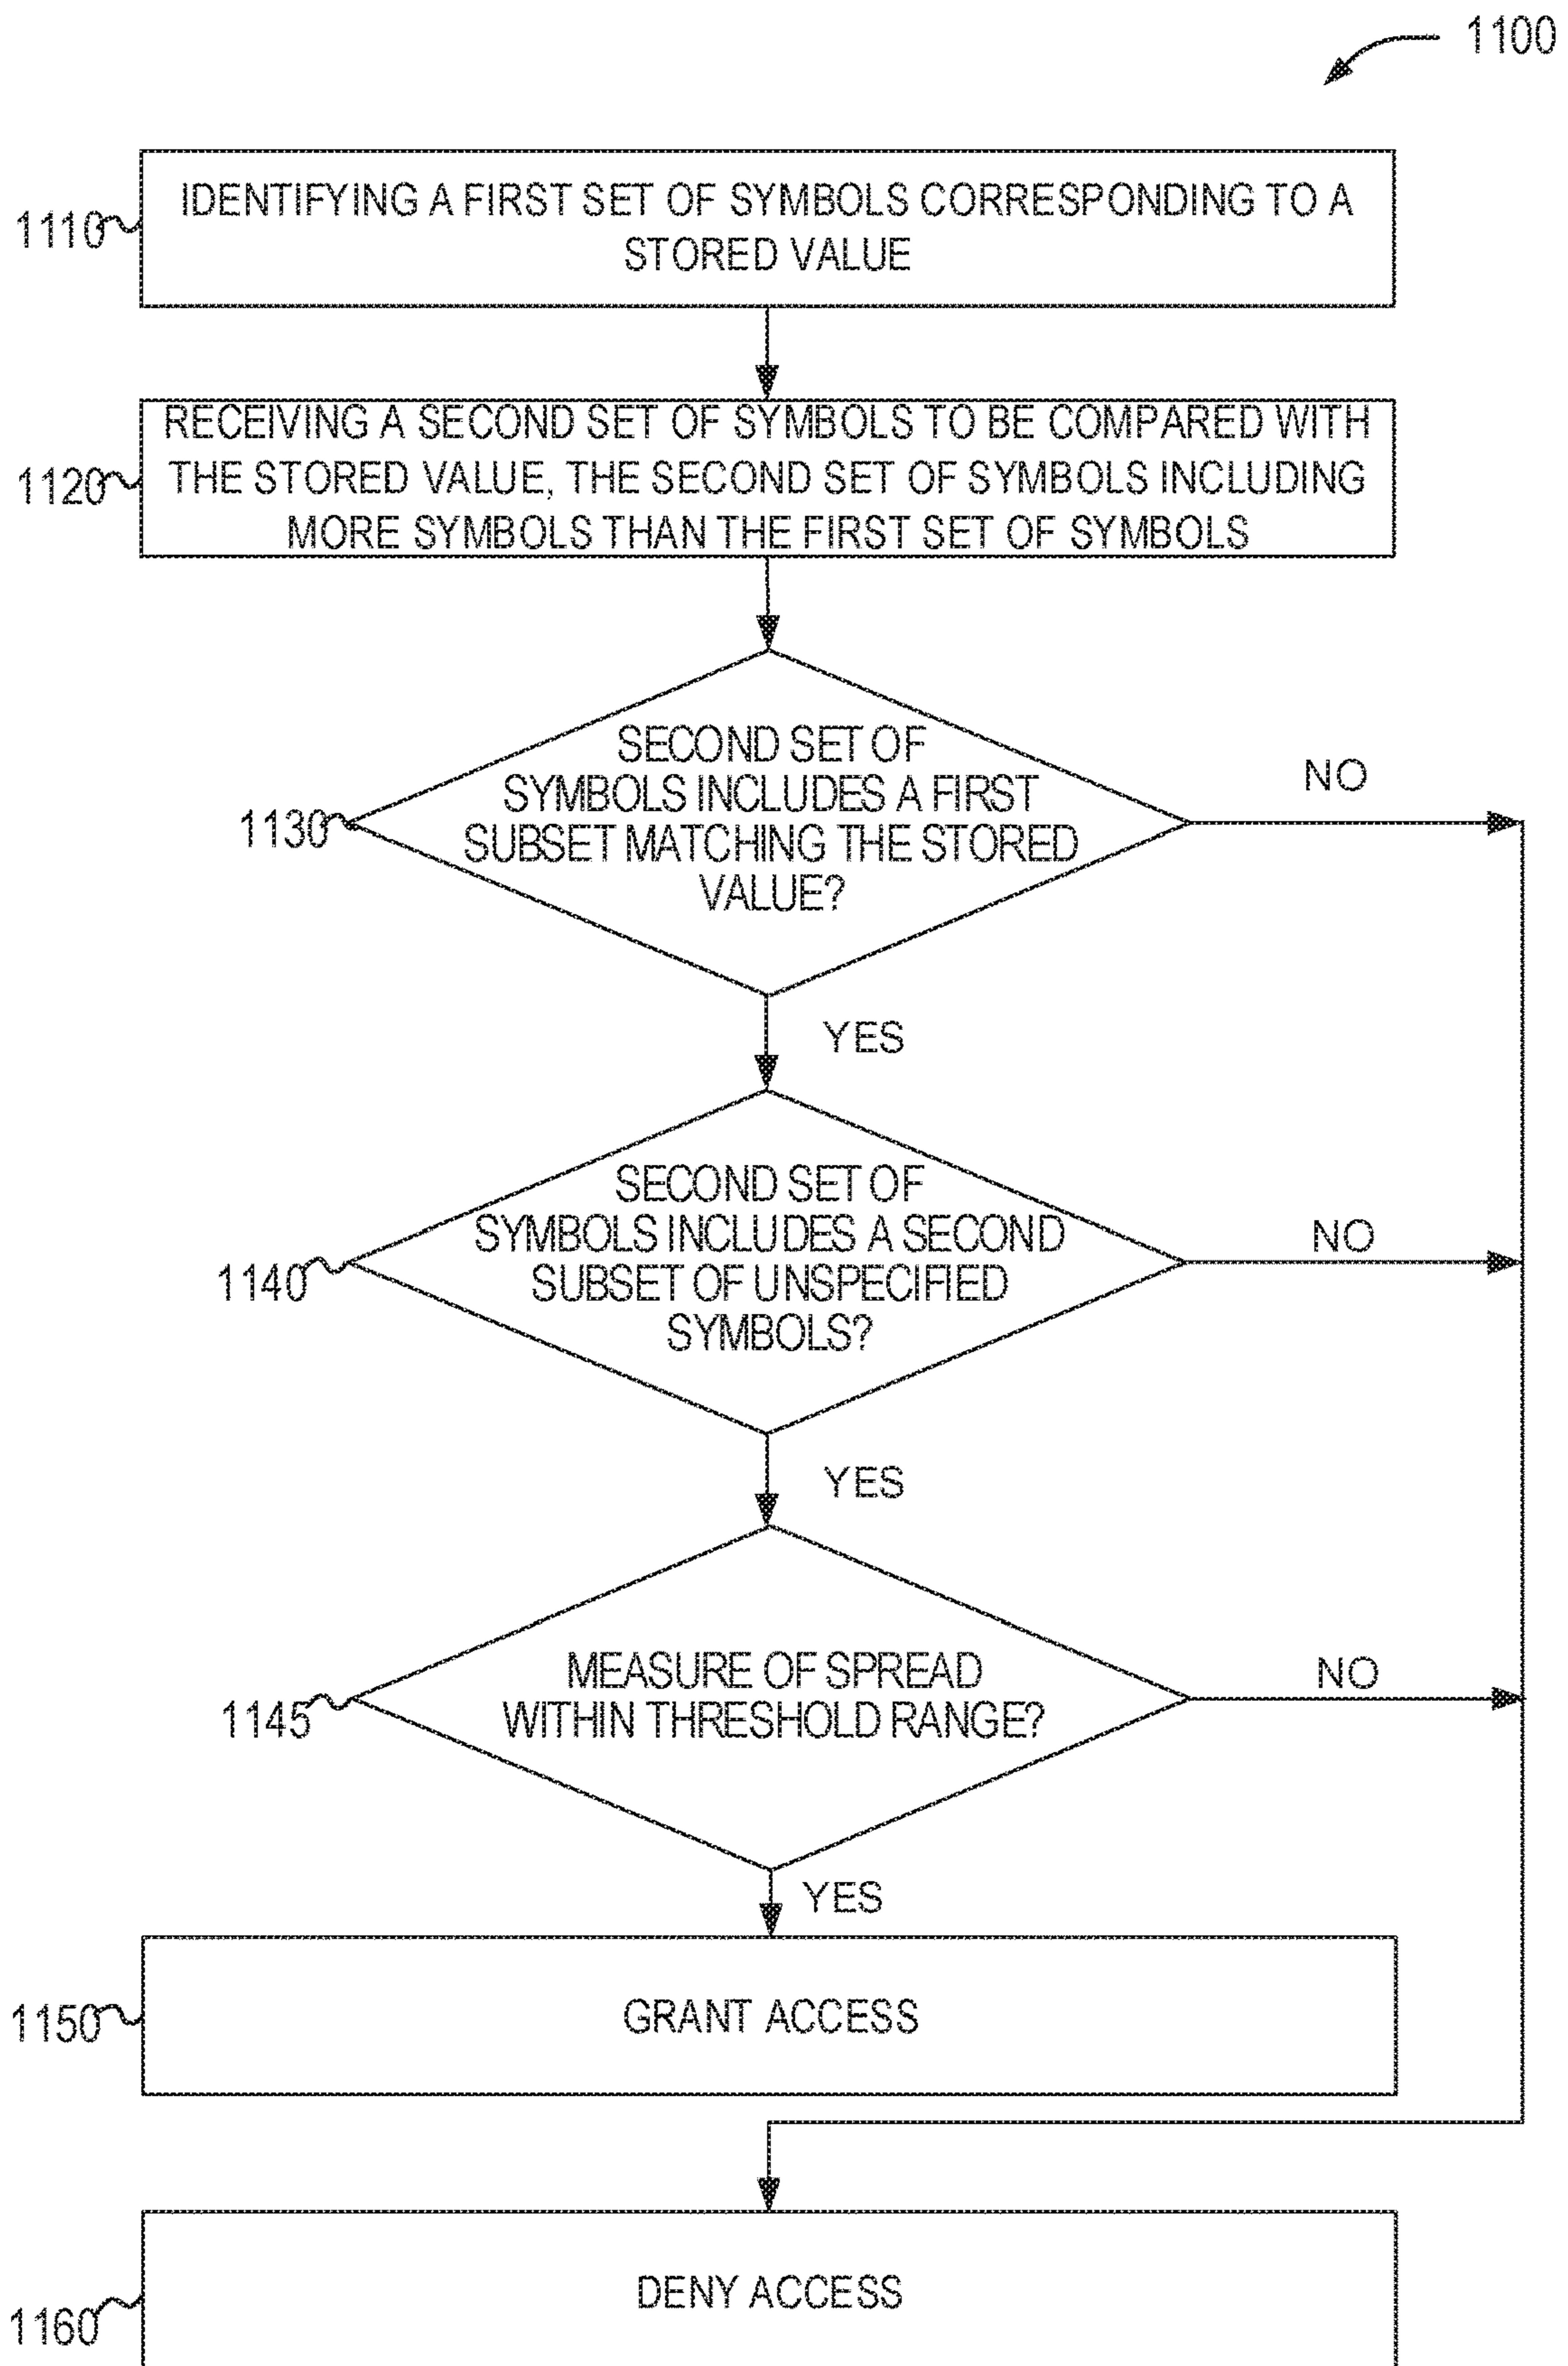 1100
IDENTIFYING A FIRST SET OF SYMBOLS CORRESPONDING TO A
STORED VALUE
1110
RECEIVING A SECOND SET OF SYMBOLS TO BE COMPARED WITH
THE STORED VALUE, THE SECOND SET OF SYMBOLS INCLUDING
MORE SYMBOLS THAN THE FIRST SET OF SYMBOLS
1120
SECOND SET OF
SYMBOLS INCLUDES A FIRST
SUBSET MATCHING THE STORED
VALUE?
1130
NO
YES
SECOND SET OF
SYMBOLS INCLUDES A SECOND
SUBSET OF UNSPECIFIED
SYMBOLS?
1140
NO
YES
MEASURE OF SPREAD
WITHIN THRESHOLD RANGE?
1145
NO
YES
GRANT ACCESS
1150
DENY ACCESS
1160